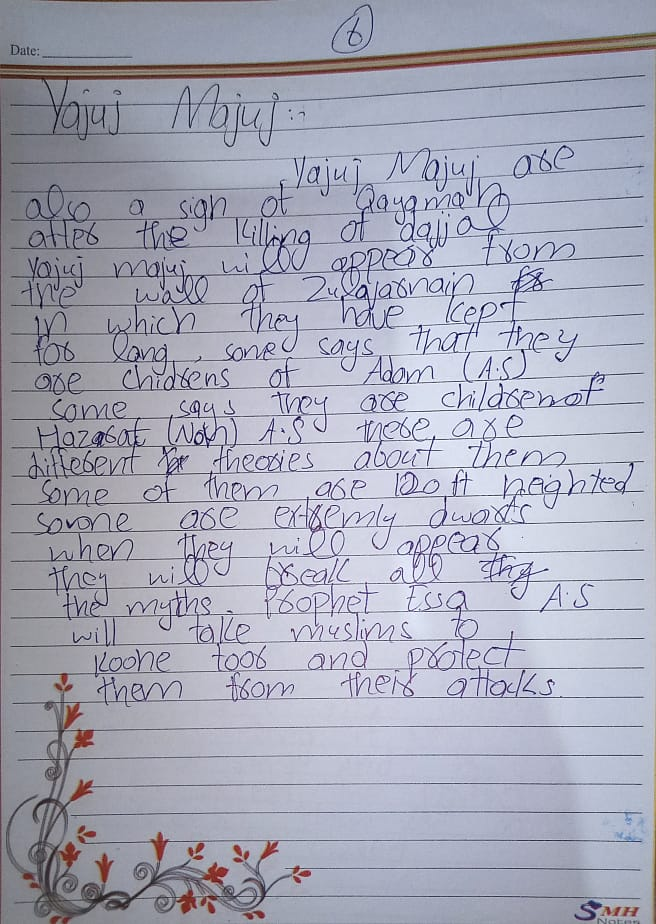 6
Date:
Yajuj Majuj :-
Yajuj Majuj are
also a sign of Qayamah
after the killing of dajjal
yajuj majuj will appear from
the wall of Zulqarnain
in which they have kept
for lang, some says that they
are childrens of Adam (A.S)
some says they are children of
Hazarat (Nooh) A.S there are
different theories about them
some of them are 120 ft heighted
are extremly dwarfs
when they will appear
they will break all
the myths. Prophet Essa A.S
will take muslims to
koohe toor and protect
them from their attacks.
SMH
Notes